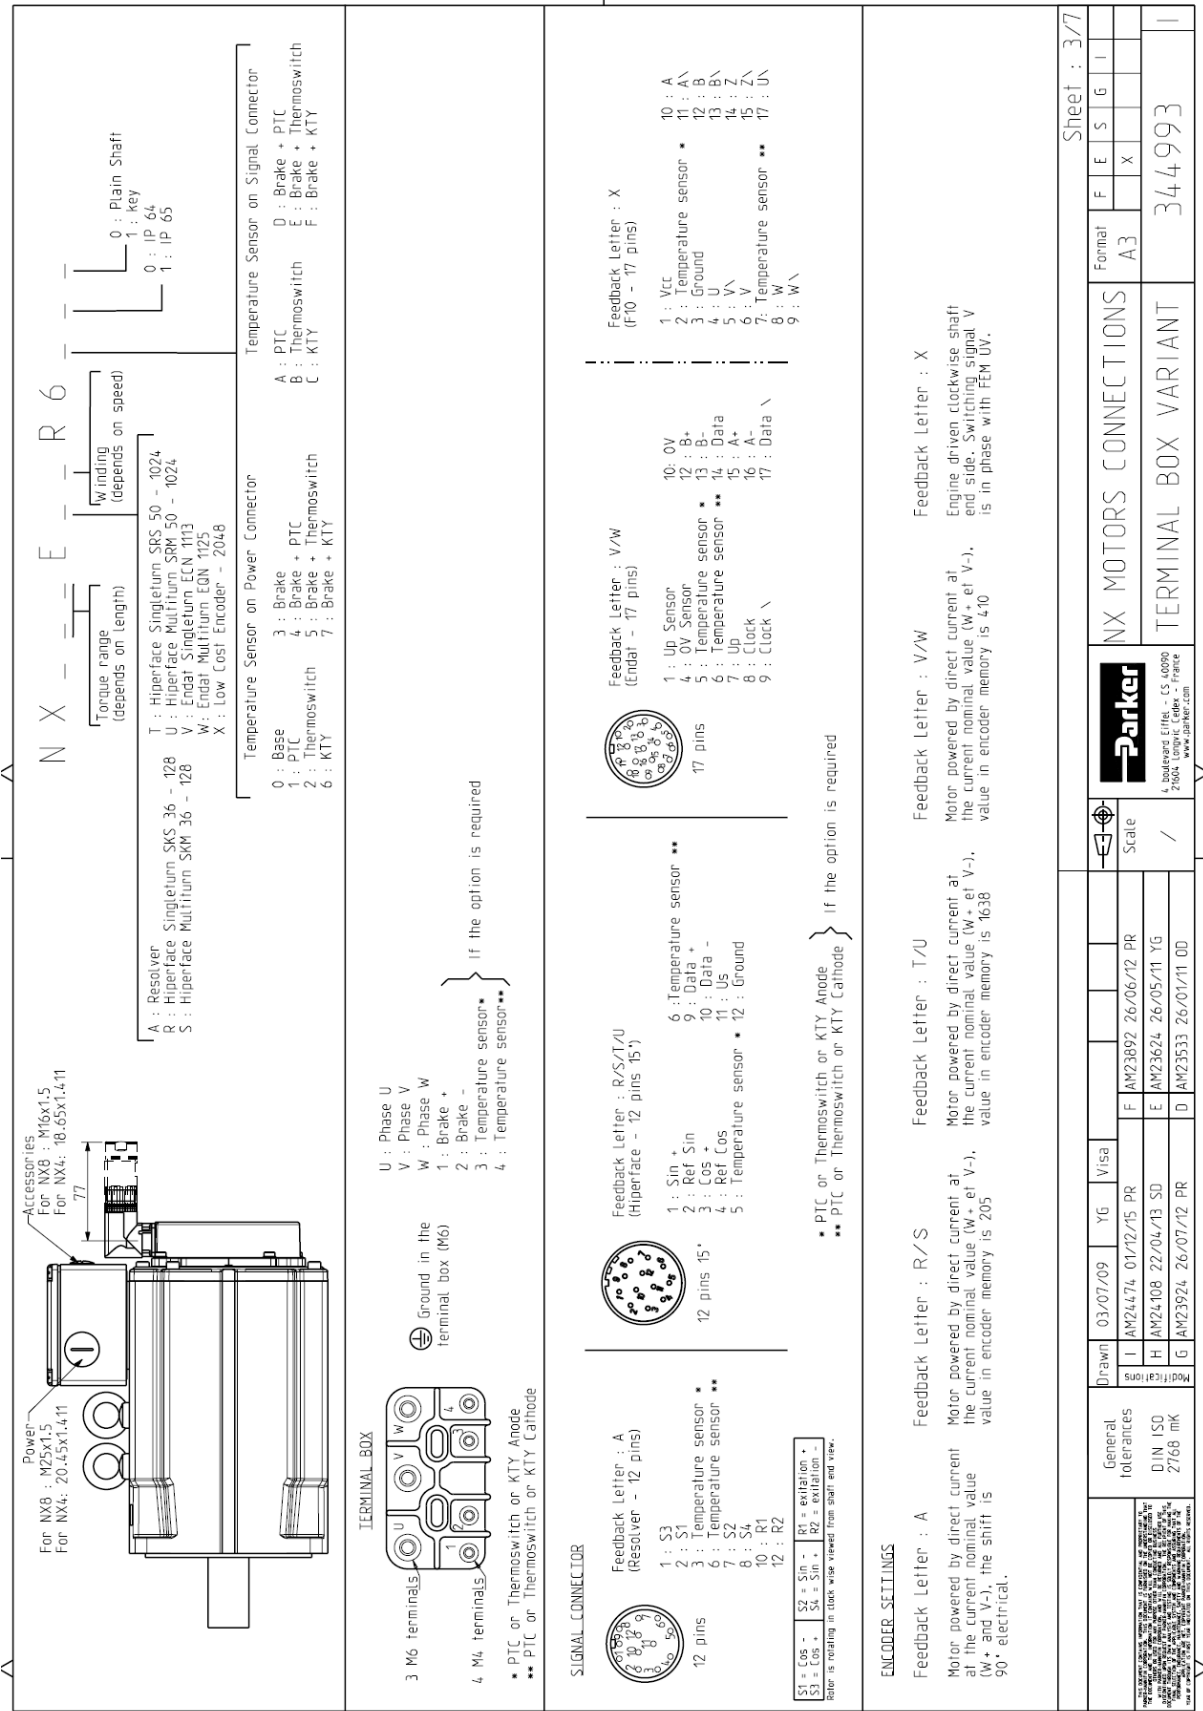 Power
For NX8 : M25x1.5
For NX4: 20.45x1.411
Accessories
For NX8 : M16x1.5
For NX4: 18.65x1.411
77
N X _ _ _ E _ _ R 6 _ _ _
Torque range
(depends on length)
Winding
(depends on speed)
0 : Plain Shaft
1 : Key
0 : IP 64
1 : IP 65
A : Resolver
R : Hiperface Singleturn SKS 36 - 128
S : Hiperface Multiturn SKM 36 - 128
T : Hiperface Singleturn SRS 50 - 1024
U : Hiperface Multiturn SRM 50 - 1024
V : Endat Singleturn ECN 1113
W: Endat Multiturn EQN 1125
X : Low Cost Encoder - 2048
Temperature Sensor on Power Connector
0 : Base
1 : PTC
2 : Thermoswitch
6 : KTY
3 : Brake
4 : Brake + PTC
5 : Brake + Thermoswitch
7 : Brake + KTY
Temperature Sensor on Signal Connector
A : PTC
B : Thermoswitch
C : KTY
D : Brake + PTC
E : Brake + Thermoswitch
F : Brake + KTY
TERMINAL BOX
U V W
1 2 3 4
3 M6 terminals
4 M4 terminals
Ground in the
terminal box (M6)
* PTC or Thermoswitch or KTY Anode
** PTC or Thermoswitch or KTY Cathode
U : Phase U
V : Phase V
W : Phase W
1 : Brake +
2 : Brake -
3 : Temperature sensor*
4 : Temperature sensor**
If the option is required
SIGNAL CONNECTOR
12 pins
Feedback Letter : A
(Resolver - 12 pins)
1 : S3
2 : S1
3 : Temperature sensor *
6 : Temperature sensor **
7 : S2
8 : S4
10 : R1
12 : R2
S1 = Cos - S2 = Sin - R1 = exitation +
S3 = Cos + S4 = Sin + R2 = exitation -
Rotor is rotating in clock wise viewed from shaft end view.
12 pins 15°
Feedback Letter : R/S/T/U
(Hiperface - 12 pins 15°)
1 : Sin +
2 : Ref Sin
3 : Cos +
4 : Ref Cos
5 : Temperature sensor *
6 :Temperature sensor **
9 : Data +
10 : Data -
11 : Us
12 : Ground
* PTC or Thermoswitch or KTY Anode
** PTC or Thermoswitch or KTY Cathode
If the option is required
17 pins
Feedback Letter : V/W
(Endat - 17 pins)
1 : Up Sensor
4 : 0V Sensor
5 : Temperature sensor *
6 : Temperature sensor **
7 : Up
8 : Clock
9 : Clock \
10: 0V
12 : B+
13 : B-
14 : Data
15 : A+
16 : A-
17 : Data \
Feedback Letter : X
(F10 - 17 pins)
1 : Vcc
2 : Temperature sensor *
3 : Ground
4 : U
5 : V\
6 : V
7: Temperature sensor **
8 : W
9 : W\
10 : A
11 : A\
12 : B
13 : B\
14 : Z
15 : Z\
17 : U\
ENCODER SETTINGS
Feedback Letter : A
Motor powered by direct current
at the current nominal value
(W+ and V-), the shift is
90° electrical.
Feedback Letter : R/S
Motor powered by direct current at
the current nominal value (W+ et V-),
value in encoder memory is 205
Feedback Letter : T/U
Motor powered by direct current at
the current nominal value (W+ et V-),
value in encoder memory is 1638
Feedback Letter : V/W
Motor powered by direct current at
the current nominal value (W+ et V-),
value in encoder memory is 410
Feedback Letter : X
Engine driven clockwise shaft
end side. Switching signal V
is in phase with FEM UV.
Sheet : 3/7
General
tolerances
DIN ISO
2768 mK
Drawn 03/07/09 YG Visa
Modifications
I AM24474 01/12/15 PR
H AM24108 22/04/13 SD
G AM23924 26/07/12 PR
F AM23892 26/06/12 PR
E AM23624 26/05/11 YG
D AM23533 26/01/11 OD
Scale
/
Parker
4 boulevard Eiffel - CS 40090
21604 Longvic Cedex - France
www.parker.com
NX MOTORS CONNECTIONS
TERMINAL BOX VARIANT
Format
A3
F E S G I
X
344993
I